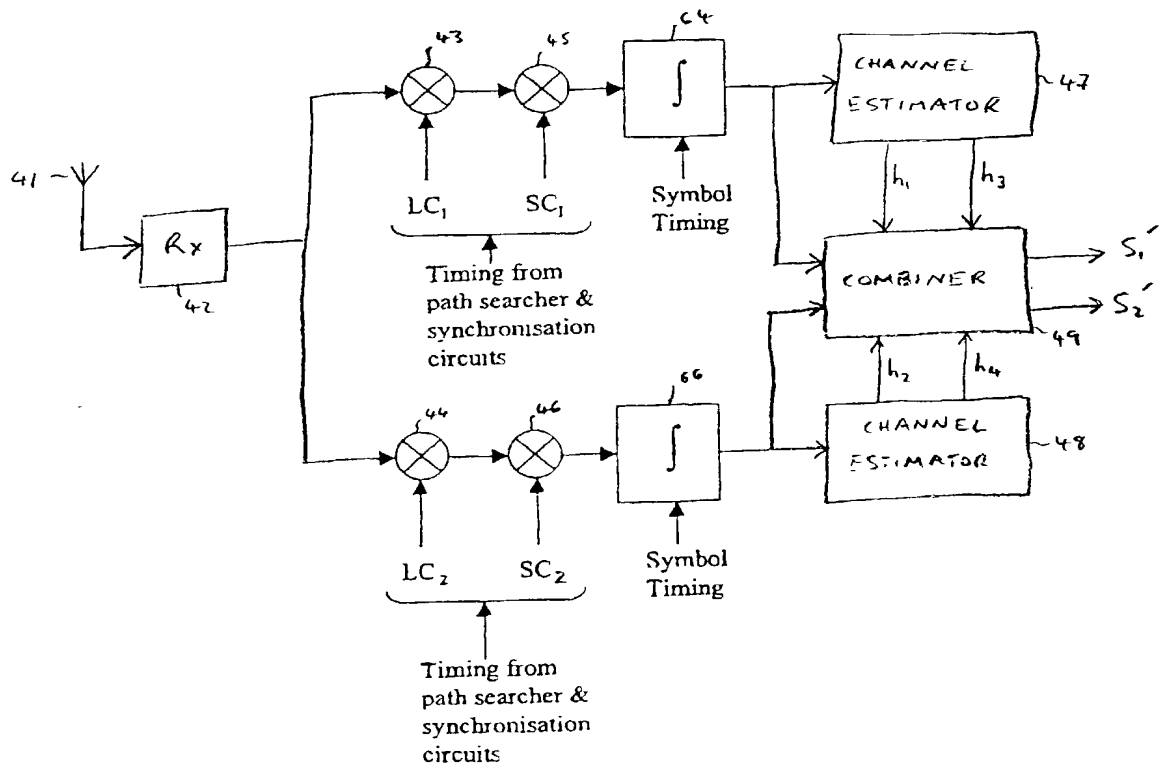 43
45
64
∫
CHANNEL
ESTIMATOR
47
41
Rx
42
LC₁
SC₁
Symbol
Timing
h₁
h₃
Timing from
path searcher &
synchronisation
circuits
COMBINER
S₁′
S₂′
49
h₂
h₄
44
46
66
∫
CHANNEL
ESTIMATOR
48
LC₂
SC₂
Symbol
Timing
Timing from
path searcher &
synchronisation
circuits